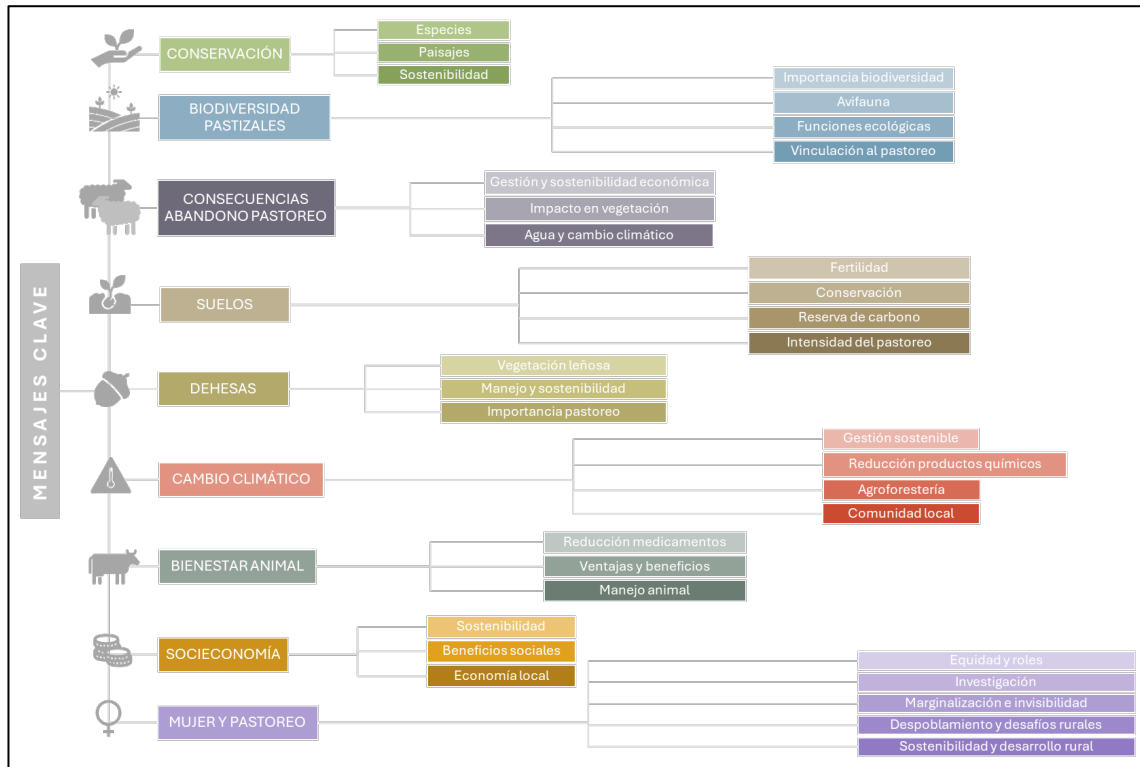 MENSAJES CLAVE
CONSERVACIÓN
Especies
Paisajes
Sostenibilidad
BIODIVERSIDAD
PASTIZALES
Importancia biodiversidad
Avifauna
Funciones ecológicas
Vinculación al pastoreo
CONSECUENCIAS
ABANDONO PASTOREO
Gestión y sostenibilidad económica
Impacto en vegetación
Agua y cambio climático
SUELOS
Fertilidad
Conservación
Reserva de carbono
Intensidad del pastoreo
DEHESAS
Vegetación leñosa
Manejo y sostenibilidad
Importancia pastoreo
CAMBIO CLIMÁTICO
Gestión sostenible
Reducción productos químicos
Agroforestería
Comunidad local
BIENESTAR ANIMAL
Reducción medicamentos
Ventajas y beneficios
Manejo animal
SOCIECONOMÍA
Sostenibilidad
Beneficios sociales
Economía local
MUJER Y PASTOREO
Equidad y roles
Investigación
Marginalización e invisibilidad
Despoblamiento y desafíos rurales
Sostenibilidad y desarrollo rural